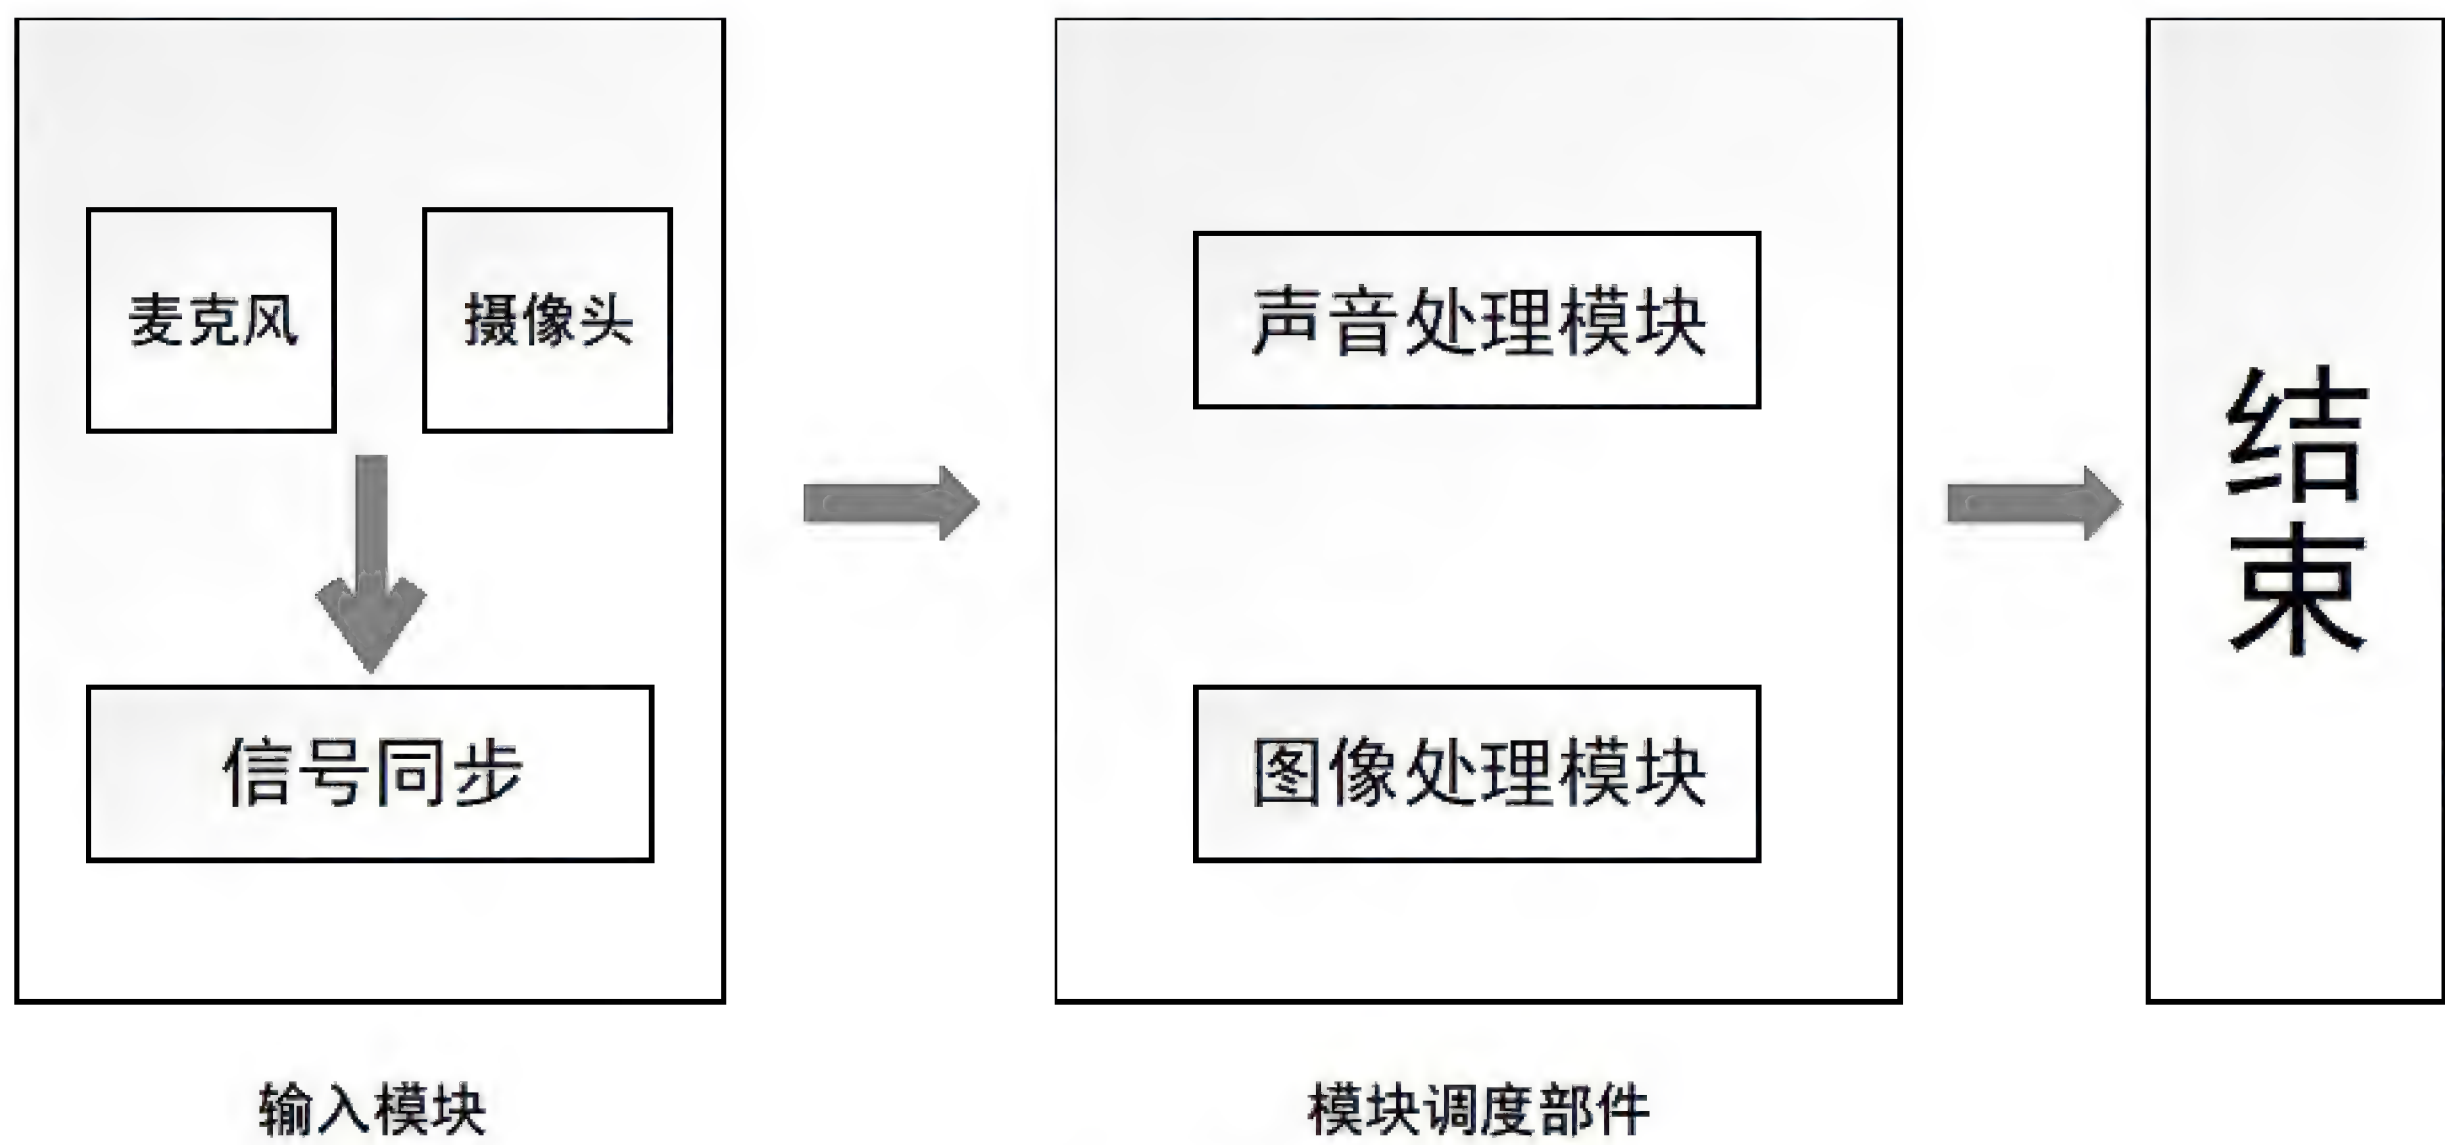 麦克风
摄像头
信号同步
输入模块
声音处理模块
图像处理模块
模块调度部件
结束